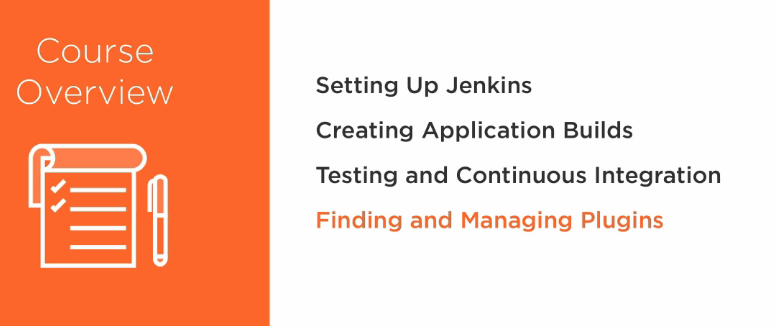 Course
Overview
Setting Up Jenkins
Creating Application Builds
Testing and Continuous Integration
Finding and Managing Plugins